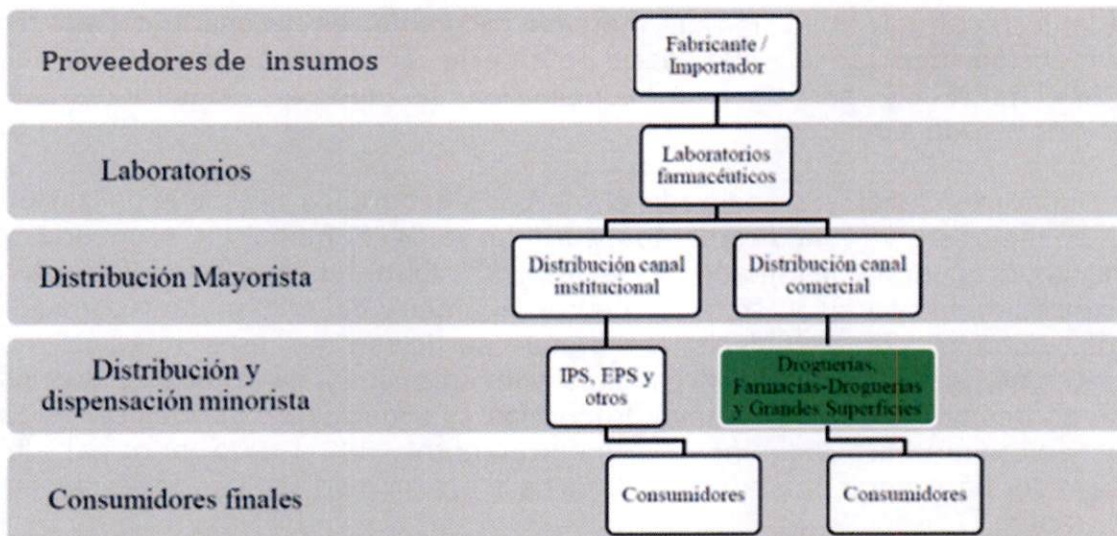 Proveedores de insumos
Fabricante /
Importador
Laboratorios
Laboratorios
farmacéuticos
Distribución Mayorista
Distribución canal
institucional
Distribución canal
comercial
Distribución y
dispensación minorista
IPS, EPS y
otros
Droguerías,
Farmacias-Droguerías
y Grandes Superficies
Consumidores finales
Consumidores
Consumidores